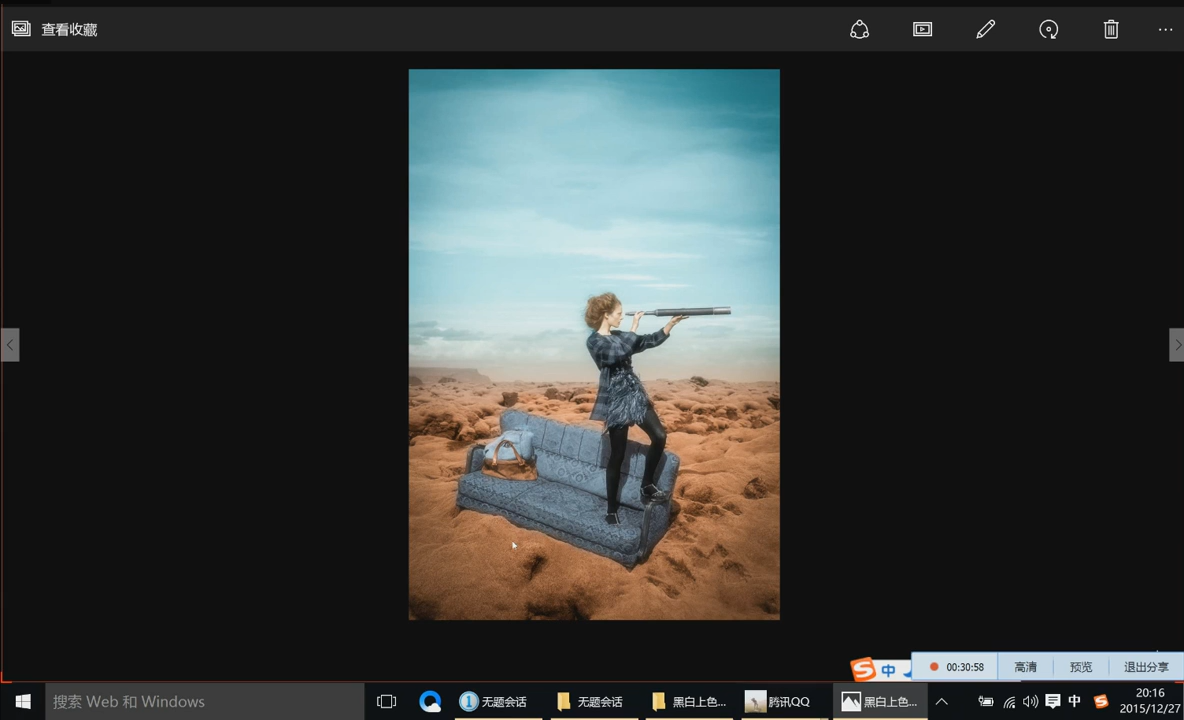 查看收藏
中
00:30:58
高清
预览
退出分享
搜索 Web 和 Windows
无题会话
无题会话
黑白上色...
腾讯QQ
黑白上色...
中
20:16
2015/12/27